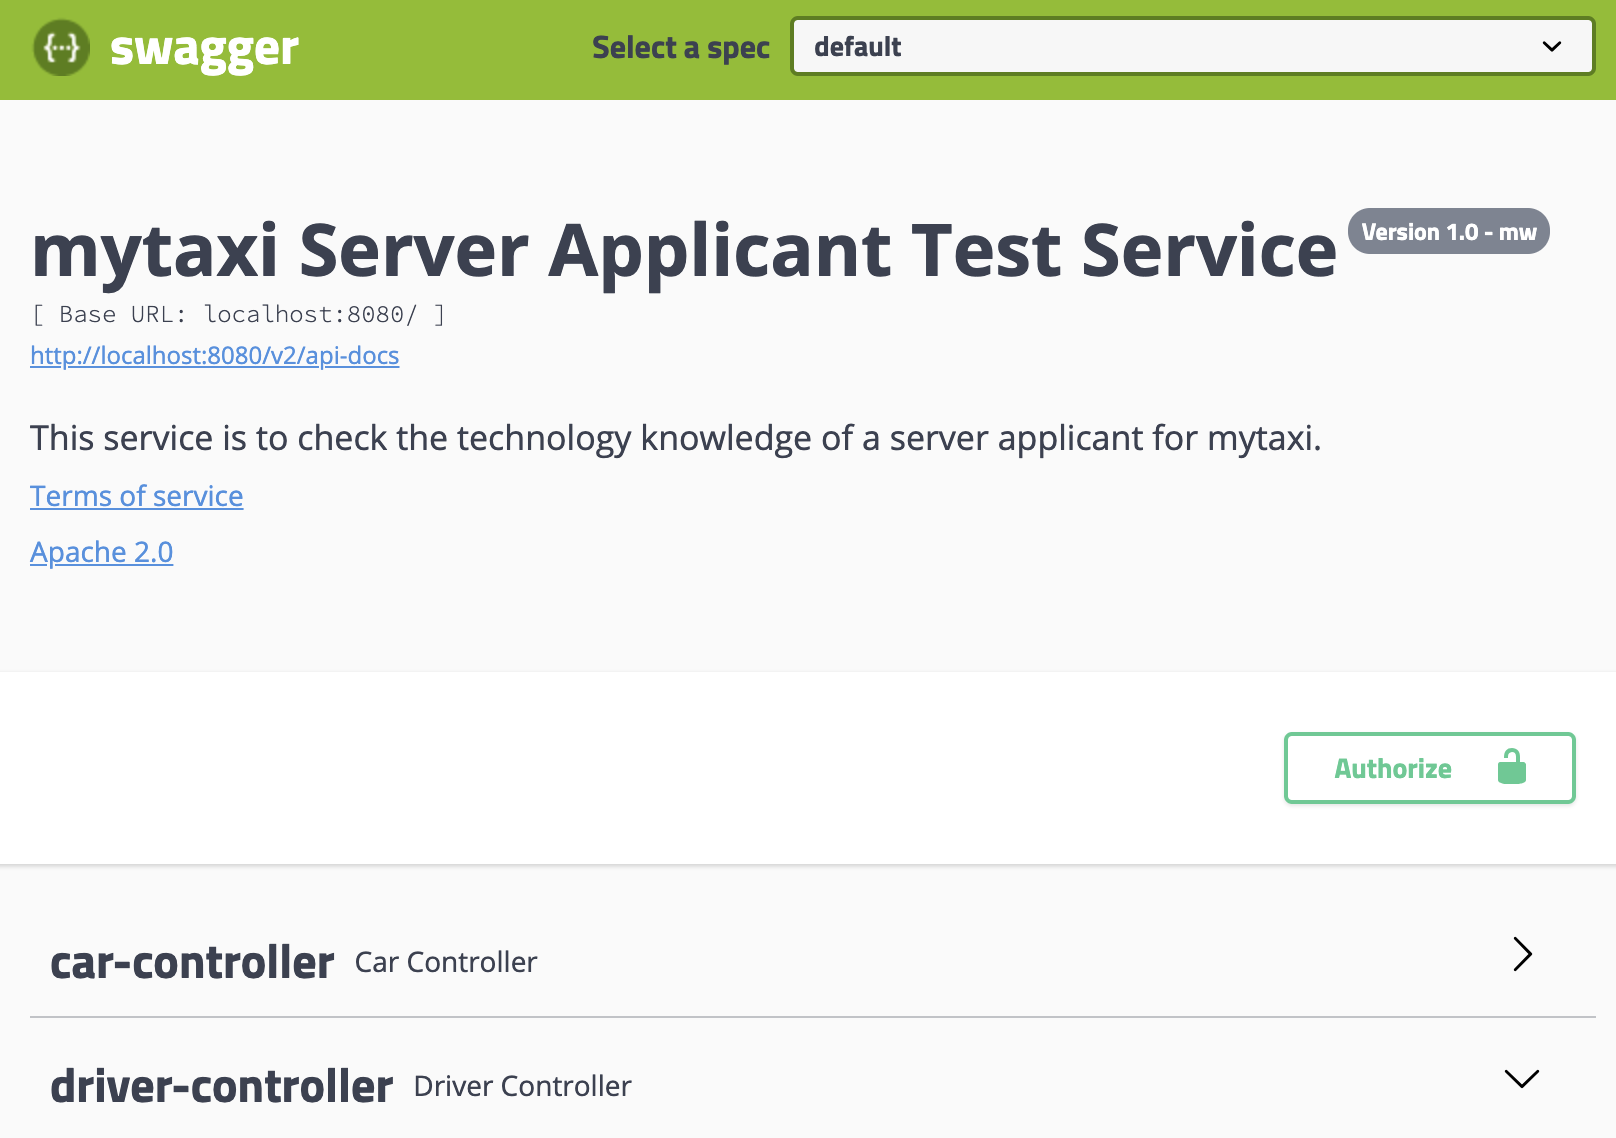 {...} swagger
Select a spec default
mytaxi Server Applicant Test Service Version 1.0 - mw
[ Base URL: localhost:8080/ ]
http://localhost:8080/v2/api-docs
This service is to check the technology knowledge of a server applicant for mytaxi.
Terms of service
Apache 2.0
Authorize
car-controller Car Controller
driver-controller Driver Controller